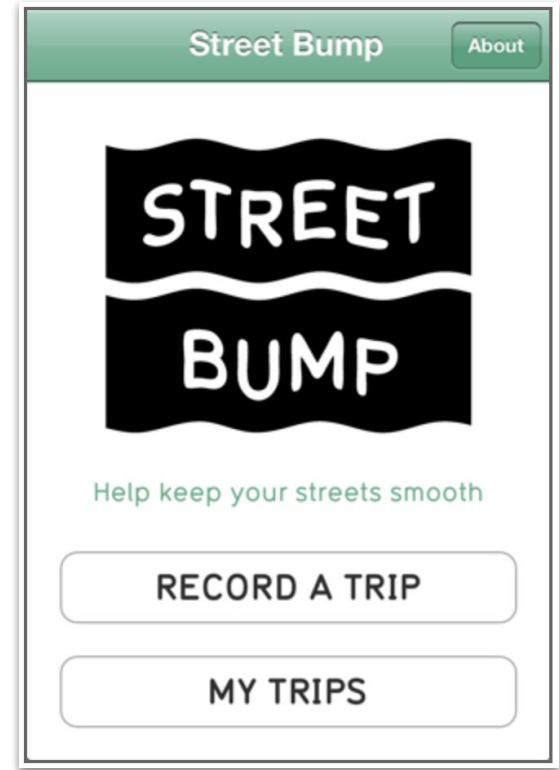 Street Bump About
STREET
BUMP
Help keep your streets smooth
RECORD A TRIP
MY TRIPS